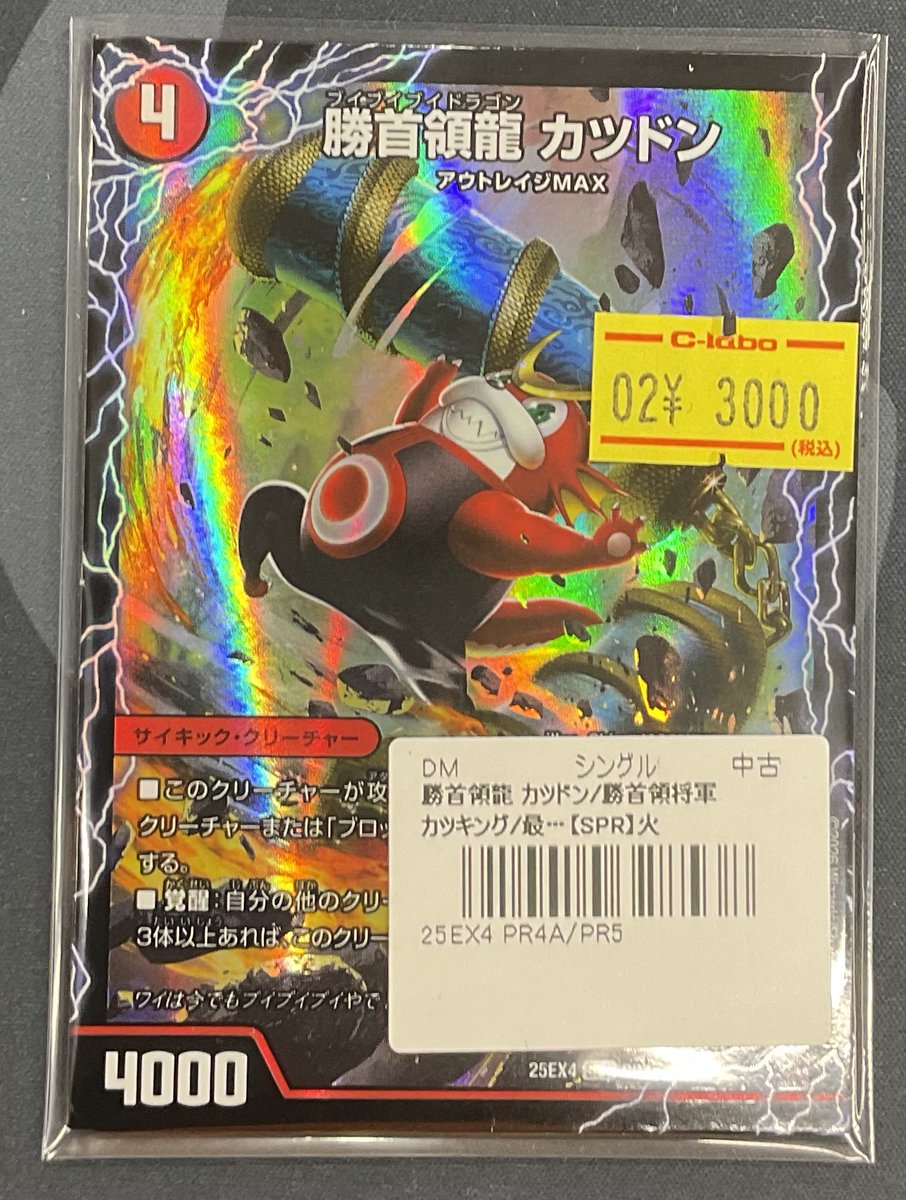 4
ブイブイブイドラゴン
勝首領龍 カツドン
アウトレイジMAX
C-labo
02¥ 3000
(税込)
サイキック・クリーチャー
■このクリーチャーが攻
クリーチャーまたは「ブロッ
する。
■覚醒：自分の他のクリー
3体以上あれば、このクリー
ワイは今でもブイブイブイやで
DM シングル 中古
勝首領龍 カツドン/勝首領将軍
カツキング/最…【SPR】火
25EX4 PR4A/PR5
4000
25EX4